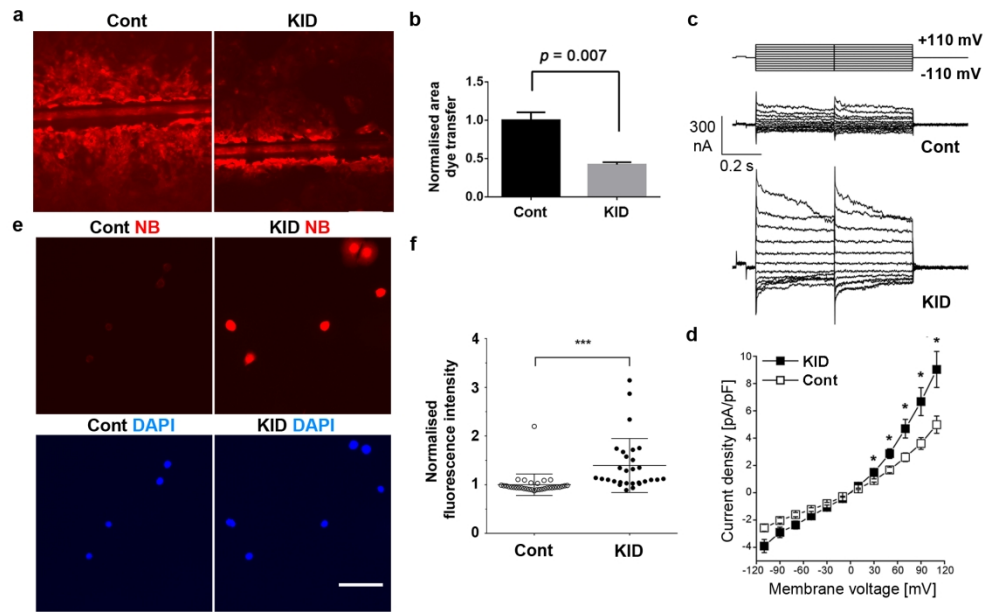 a
Cont KID
b
p = 0.007
Normalised area
dye transfer
1.5
1.0
0.5
0.0
Cont KID
c
+110 mV
-110 mV
300
nA
0.2 s
Cont
KID
e
Cont NB KID NB
Cont DAPI KID DAPI
f
Normalised
fluorescence intensity
4
3
2
1
0
***
Cont KID
d
KID
Cont
Current density [pA/pF]
10
8
6
4
2
0
-2
-4
* * * * *
-120 -90 -60 -30 0 30 60 90 120
Membrane voltage [mV]